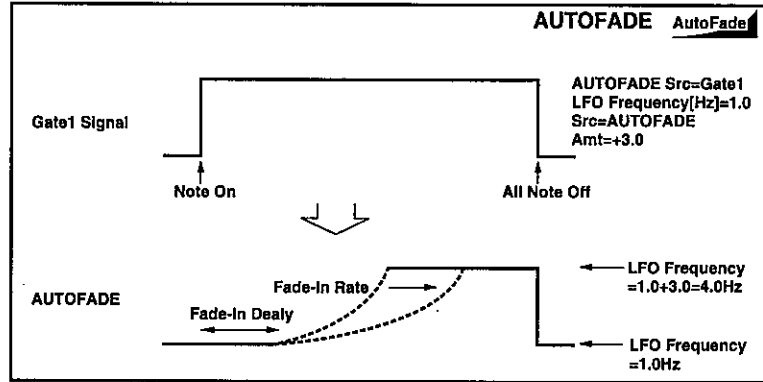 AUTOFADE AutoFade
AUTOFADE Src=Gate1
LFO Frequency[Hz]=1.0
Src=AUTOFADE
Amt=+3.0
Gate1 Signal
Note On
All Note Off
AUTOFADE
Fade-In Rate
Fade-In Dealy
LFO Frequency
=1.0+3.0=4.0Hz
LFO Frequency
=1.0Hz